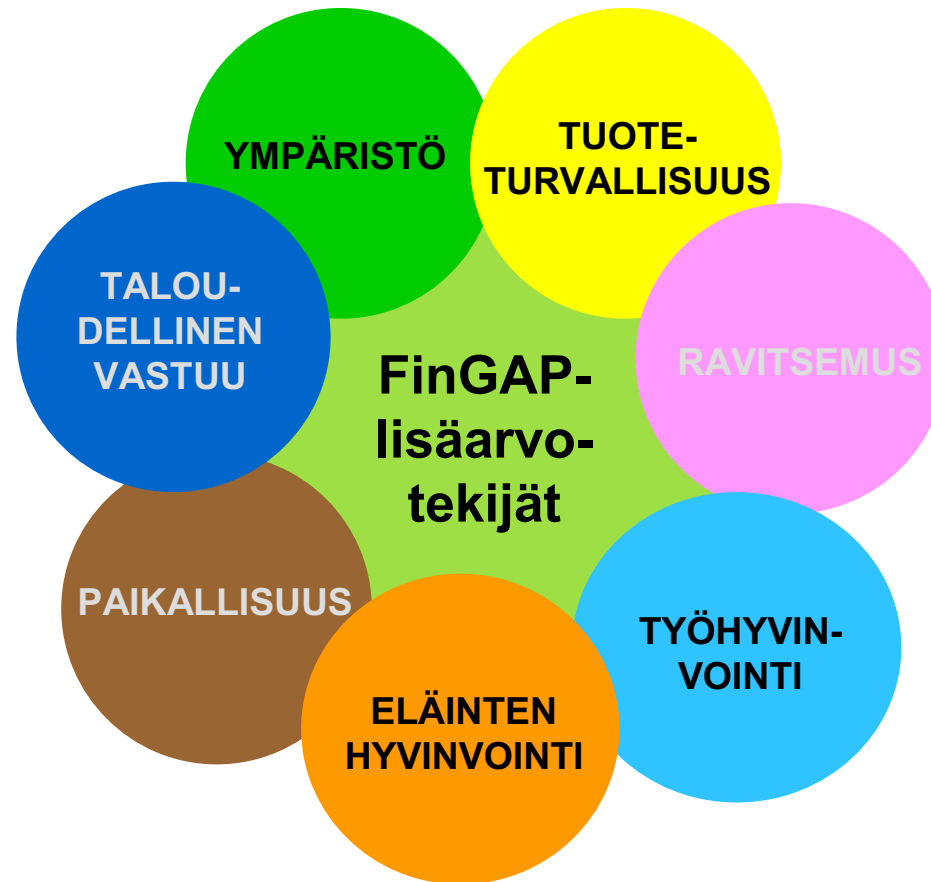 YMPÄRISTÖ
TUOTE-
TURVALLISUUS
TALOU-
DELLINEN
VASTUU
RAVITSEMUS
FinGAP-
lisäarvo-
tekijät
PAIKALLISUUS
TYÖHYVIN-
VOINTI
ELÄINTEN
HYVINVOINTI